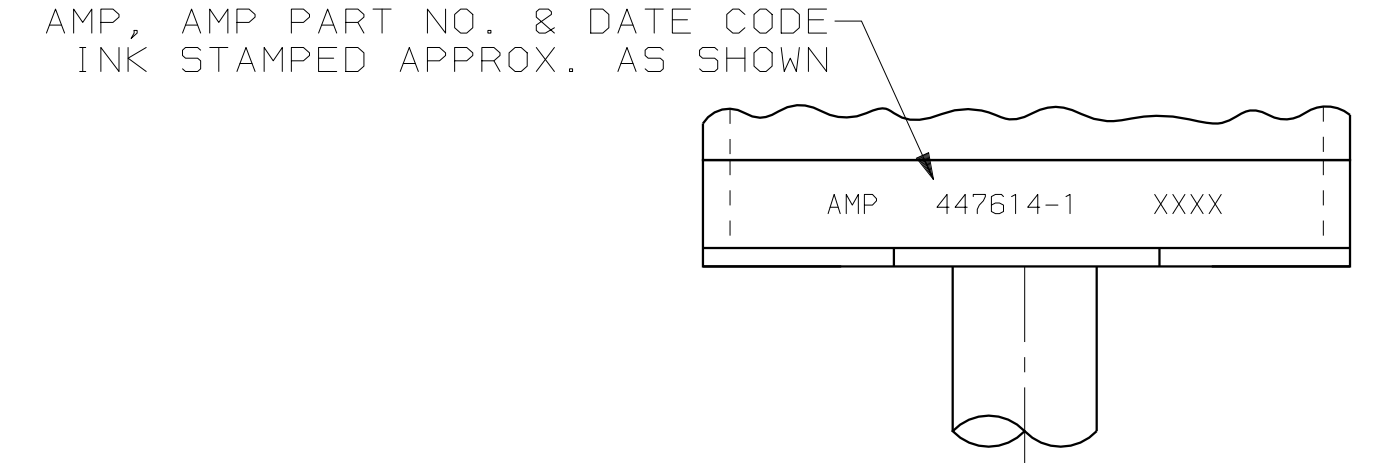 AMP, AMP PART NO. & DATE CODE
INK STAMPED APPROX. AS SHOWN
AMP 447614-1 XXXX